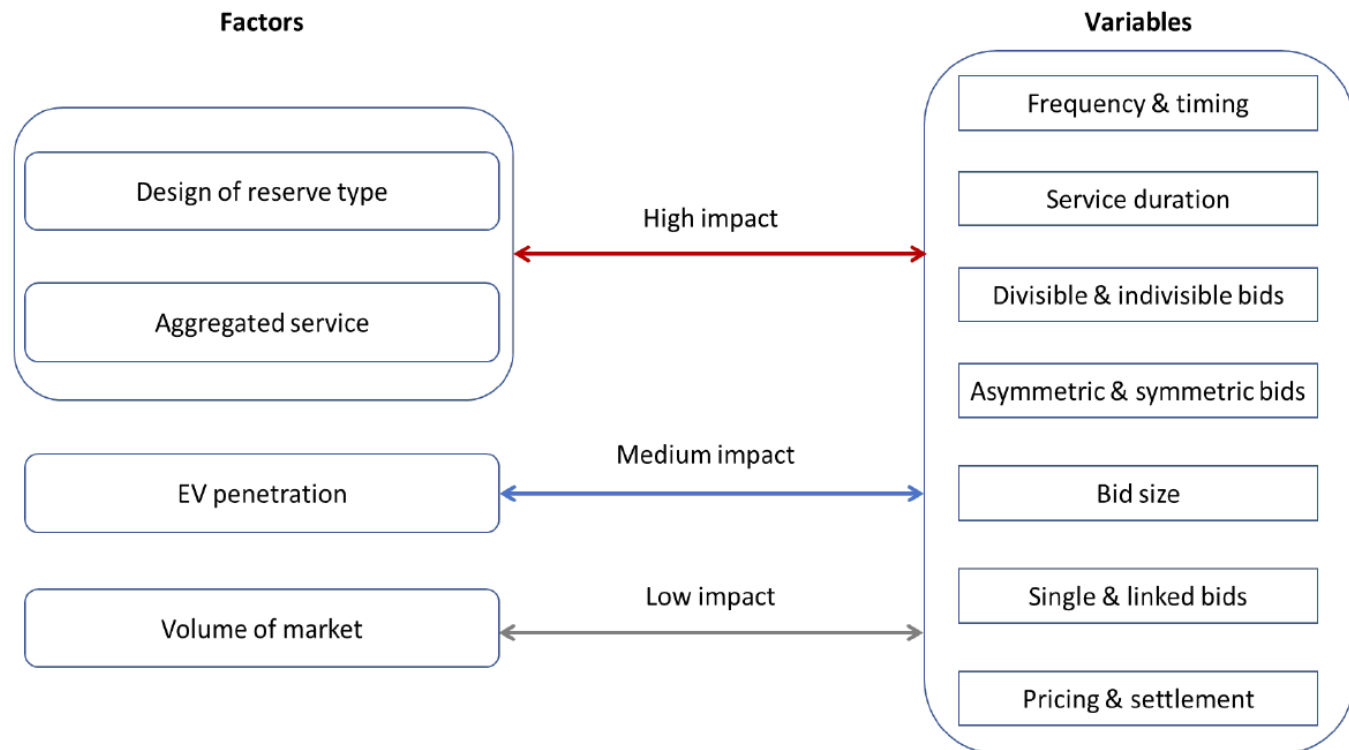 Factors
Variables
Design of reserve type
Aggregated service
EV penetration
Volume of market
High impact
Medium impact
Low impact
Frequency & timing
Service duration
Divisible & indivisible bids
Asymmetric & symmetric bids
Bid size
Single & linked bids
Pricing & settlement